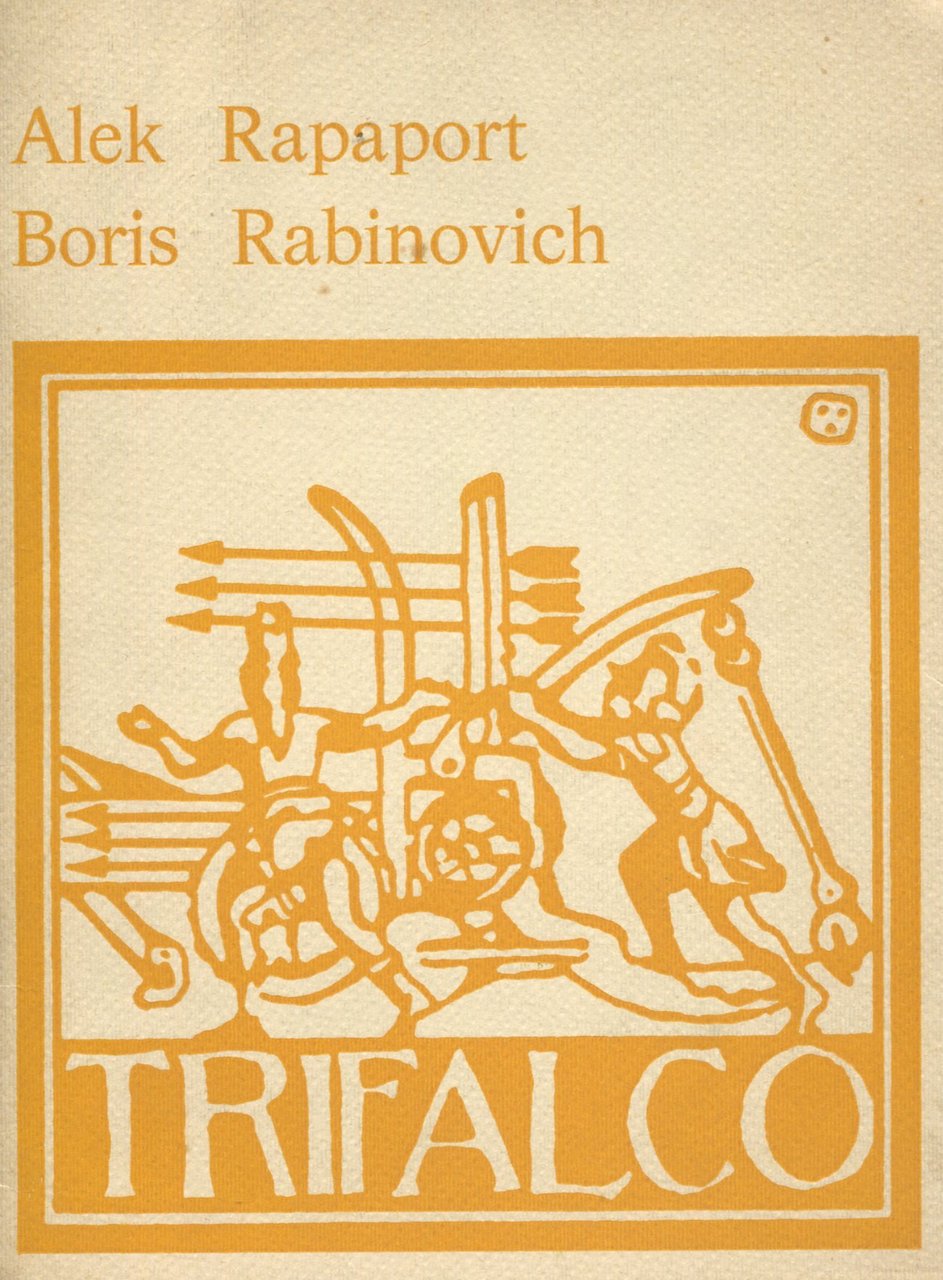 Alek Rapaport
Boris Rabinovich
TRIFALCO